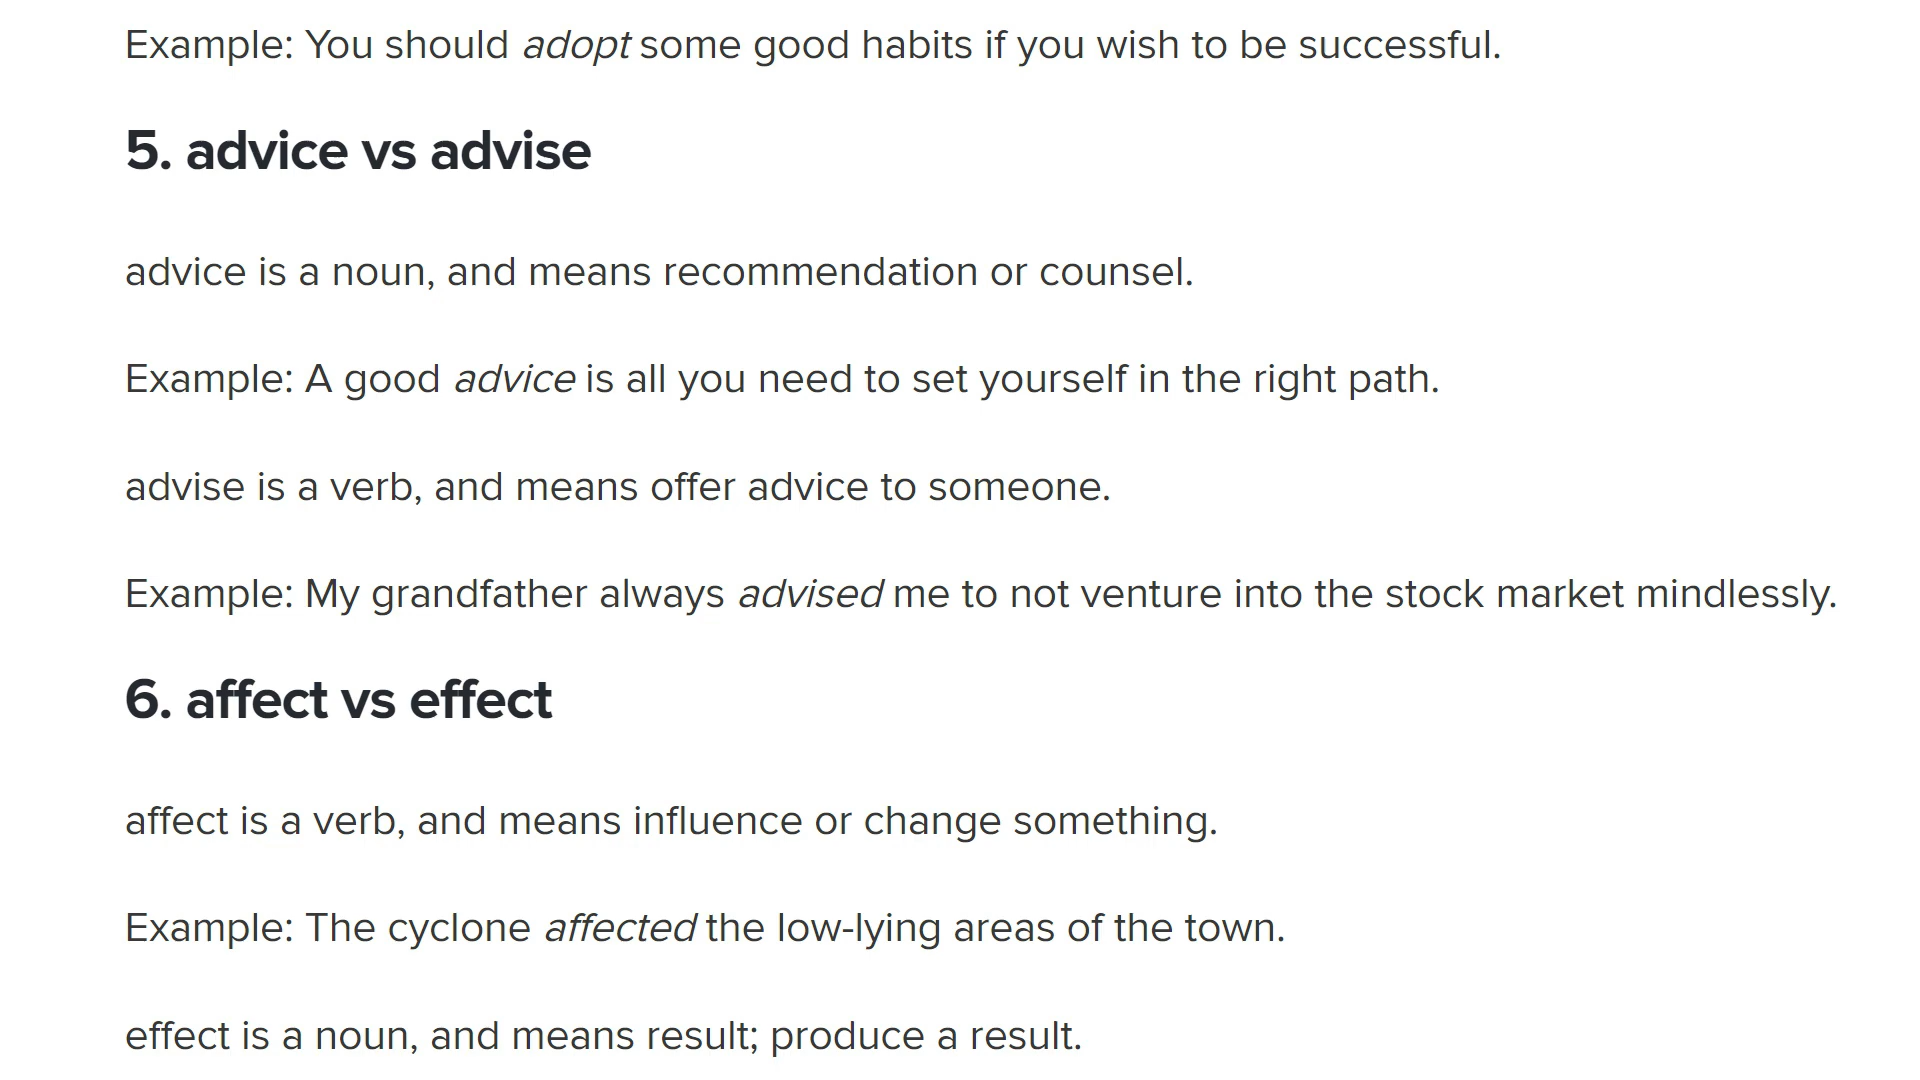 Example: You should adopt some good habits if you wish to be successful.
5. advice vs advise
advice is a noun, and means recommendation or counsel.
Example: A good advice is all you need to set yourself in the right path.
advise is a verb, and means offer advice to someone.
Example: My grandfather always advised me to not venture into the stock market mindlessly.
6. affect vs effect
affect is a verb, and means influence or change something.
Example: The cyclone affected the low-lying areas of the town.
effect is a noun, and means result; produce a result.